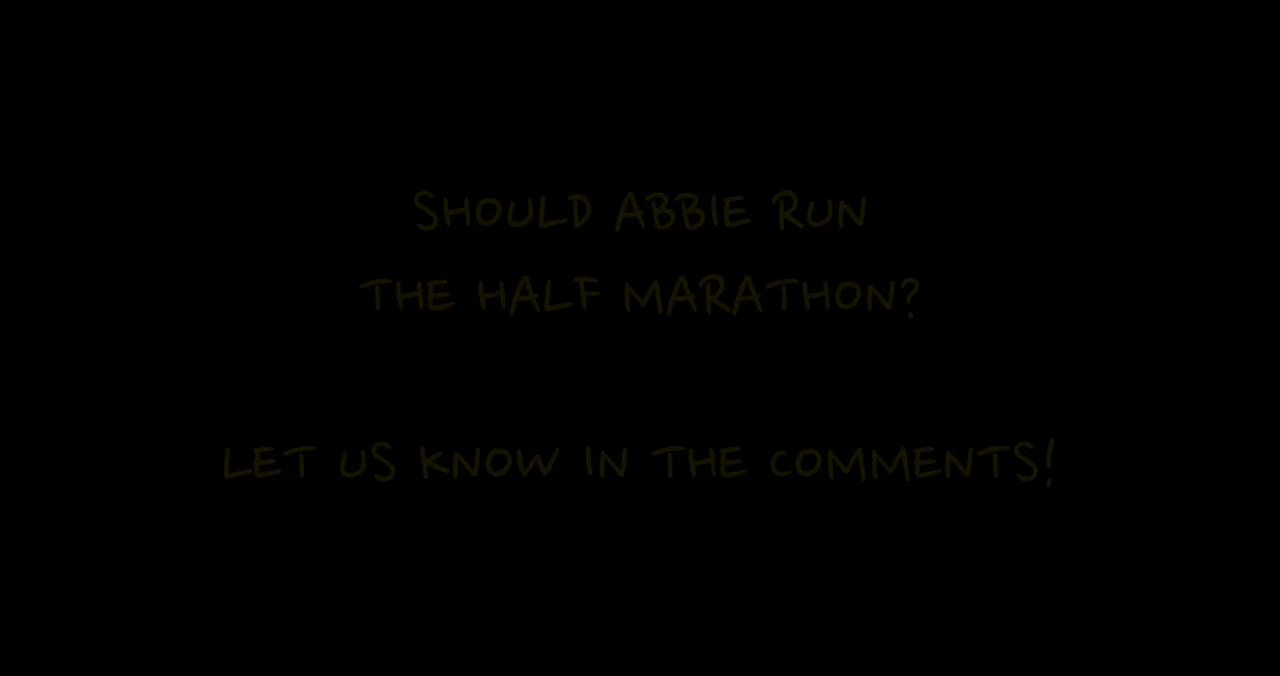 SHOULD ABBIE RUN
THE HALF MARATHON?
LET US KNOW IN THE COMMENTS!